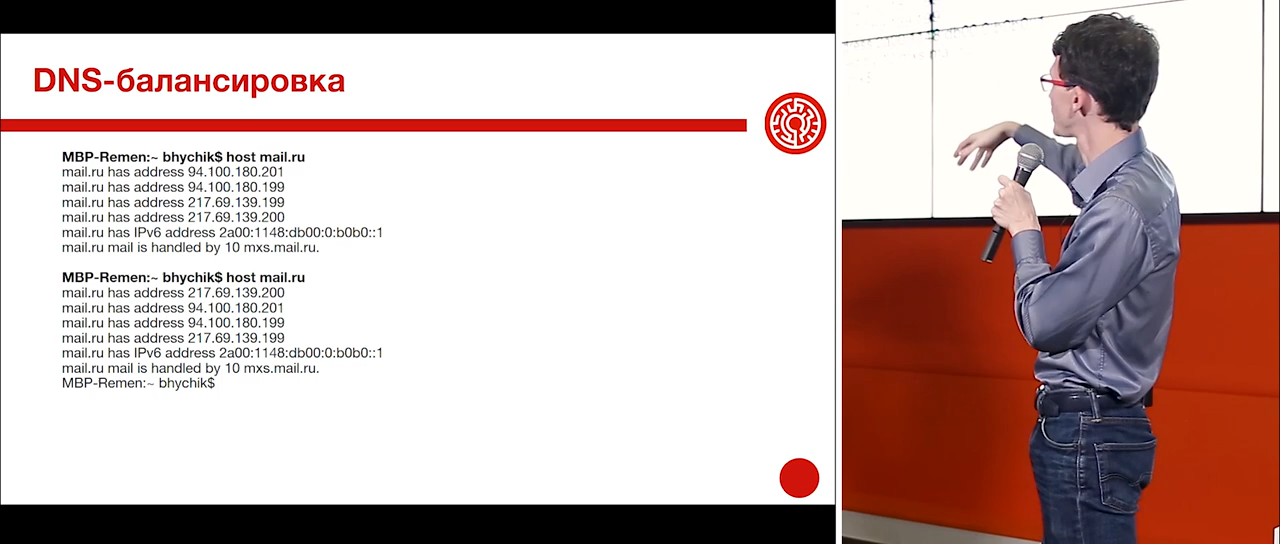 DNS-балансировка
MBP-Remen:~ bhychik$ host mail.ru
mail.ru has address 94.100.180.201
mail.ru has address 94.100.180.199
mail.ru has address 217.69.139.199
mail.ru has address 217.69.139.200
mail.ru has IPv6 address 2a00:1148:db00:0:b0b0::1
mail.ru mail is handled by 10 mxs.mail.ru.
MBP-Remen:~ bhychik$ host mail.ru
mail.ru has address 217.69.139.200
mail.ru has address 94.100.180.201
mail.ru has address 94.100.180.199
mail.ru has address 217.69.139.199
mail.ru has IPv6 address 2a00:1148:db00:0:b0b0::1
mail.ru mail is handled by 10 mxs.mail.ru.
MBP-Remen:~ bhychik$